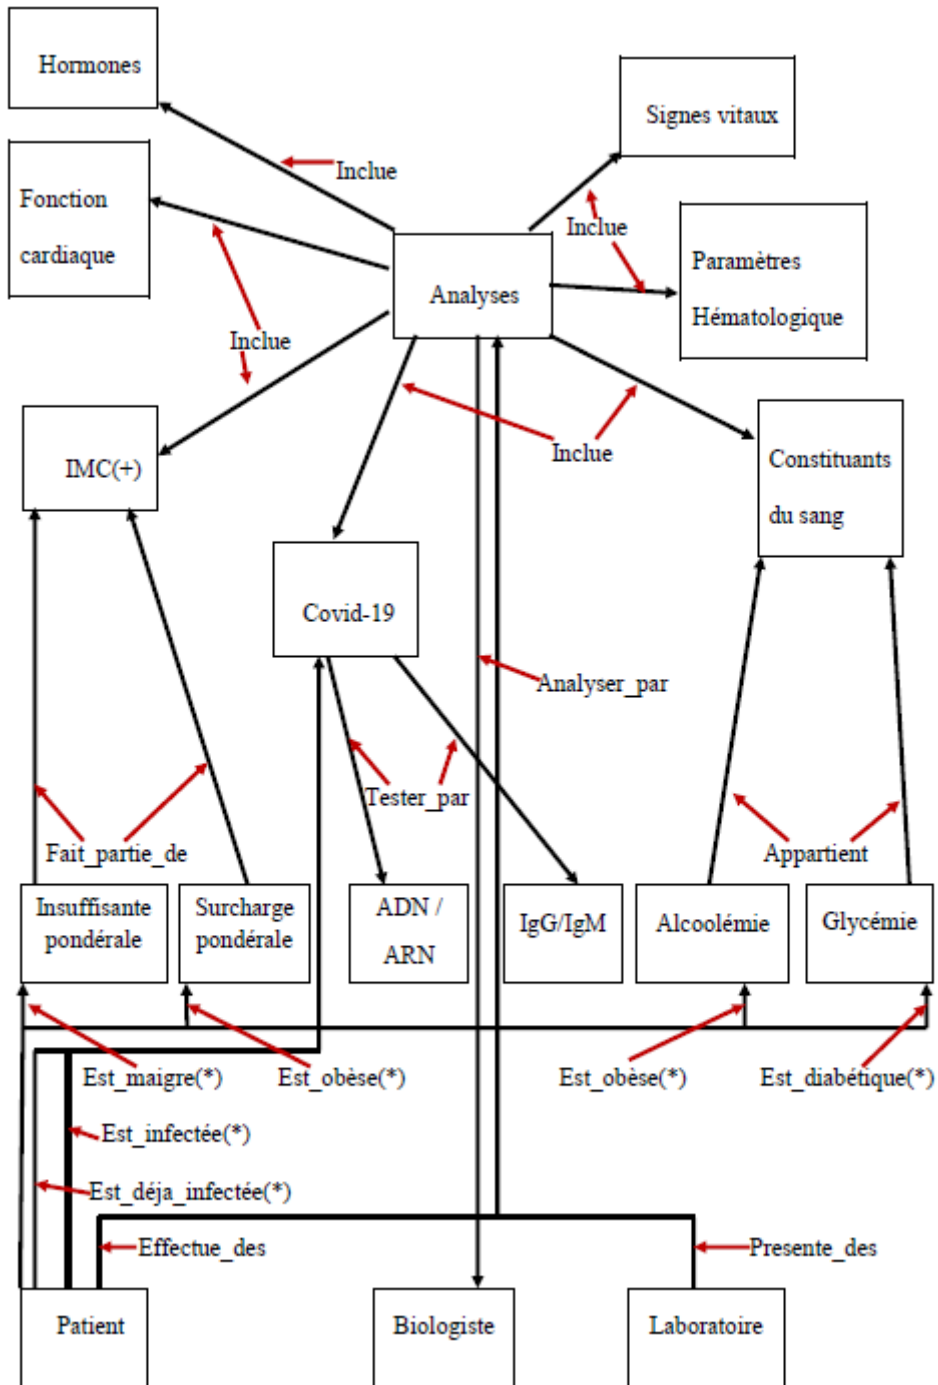 Hormones
Signes vitaux
Inclue
Fonction
cardiaque
Inclue
Paramètres
Hématologique
Analyses
Inclue
IMC(+)
Inclue
Constituants
du sang
Covid-19
Analyser_par
Tester_par
Fait_partie_de
Appartient
Insuffisante
pondérale
Surcharge
pondérale
ADN /
ARN
IgG/IgM
Alcoolémie
Glycémie
Est_maigre(*)
Est_obèse(*)
Est_obèse(*)
Est_diabétique(*)
Est_infectée(*)
Est_déja_infectée(*)
Effectue_des
Presente_des
Patient
Biologiste
Laboratoire